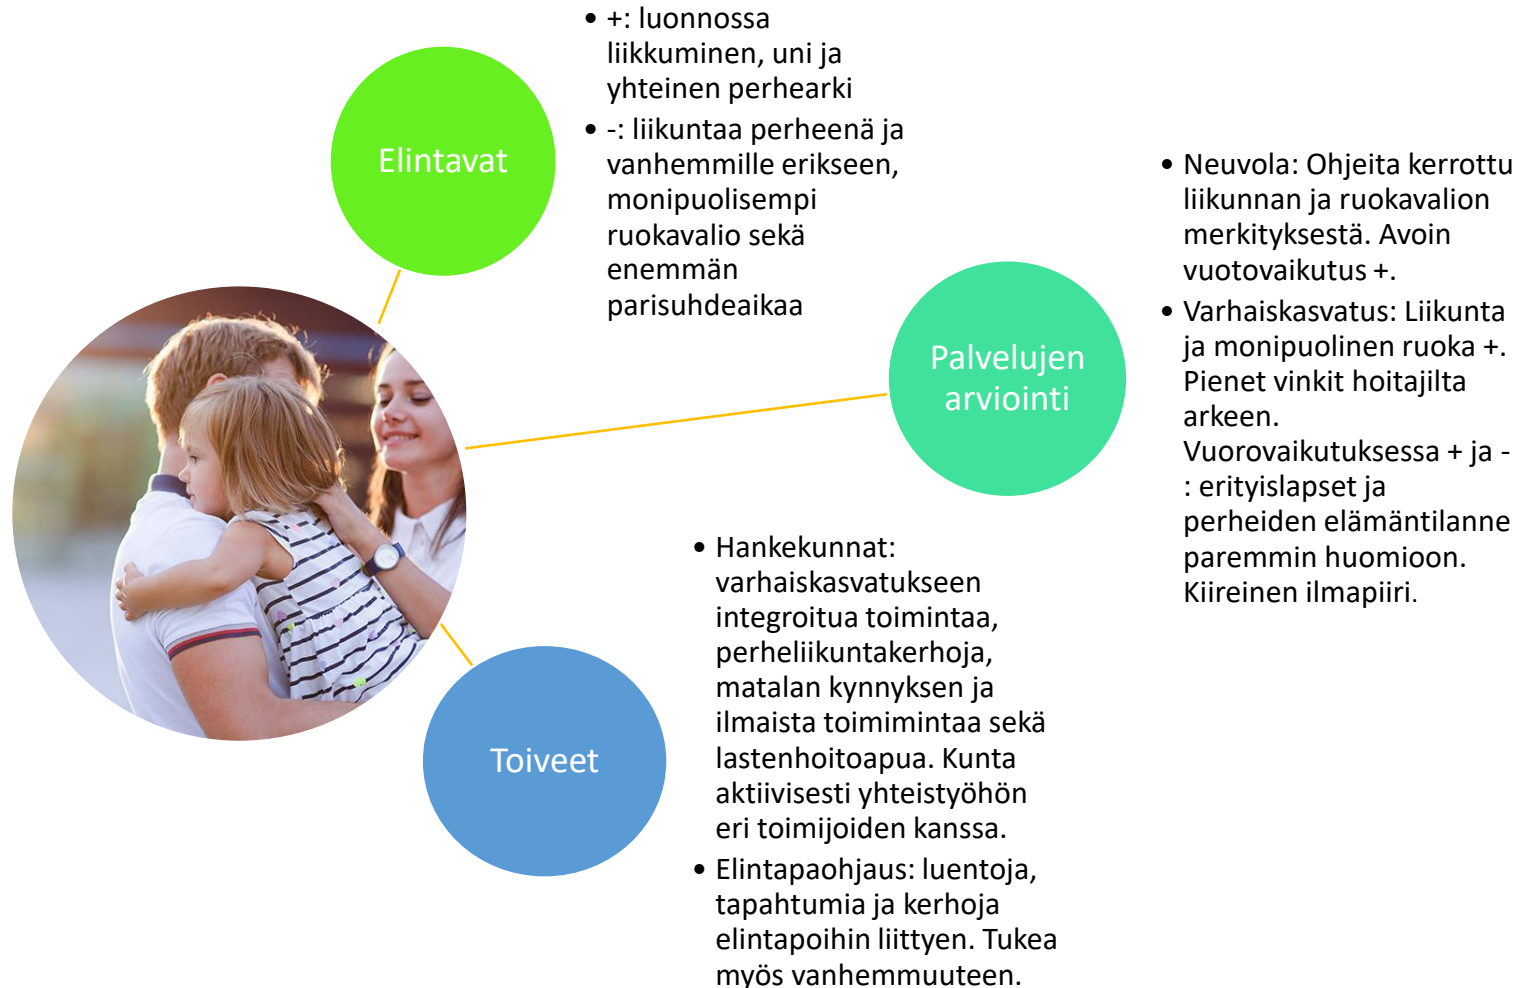 Elintavat
• +: luonnossa
liikkuminen, uni ja
yhteinen perhearki
• -: liikuntaa perheenä ja
vanhemmille erikseen,
monipuolisempi
ruokavalio sekä
enemmän
parisuhdeaikaa
Palvelujen
arviointi
• Neuvola: Ohjeita kerrottu
liikunnan ja ruokavalion
merkityksestä. Avoin
vuotovaikutus +.
• Varhaiskasvatus: Liikunta
ja monipuolinen ruoka +.
Pienet vinkit hoitajilta
arkeen.
Vuorovaikutuksessa + ja -
: erityislapset ja
perheiden elämäntilanne
paremmin huomioon.
Kiireinen ilmapiiri.
Toiveet
• Hankekunnat:
varhaiskasvatukseen
integroitua toimintaa,
perheliikuntakerhoja,
matalan kynnyksen ja
ilmaista toimimintaa sekä
lastenhoitoapua. Kunta
aktiivisesti yhteistyöhön
eri toimijoiden kanssa.
• Elintapaohjaus: luentoja,
tapahtumia ja kerhoja
elintapoihin liittyen. Tukea
myös vanhemmuuteen.